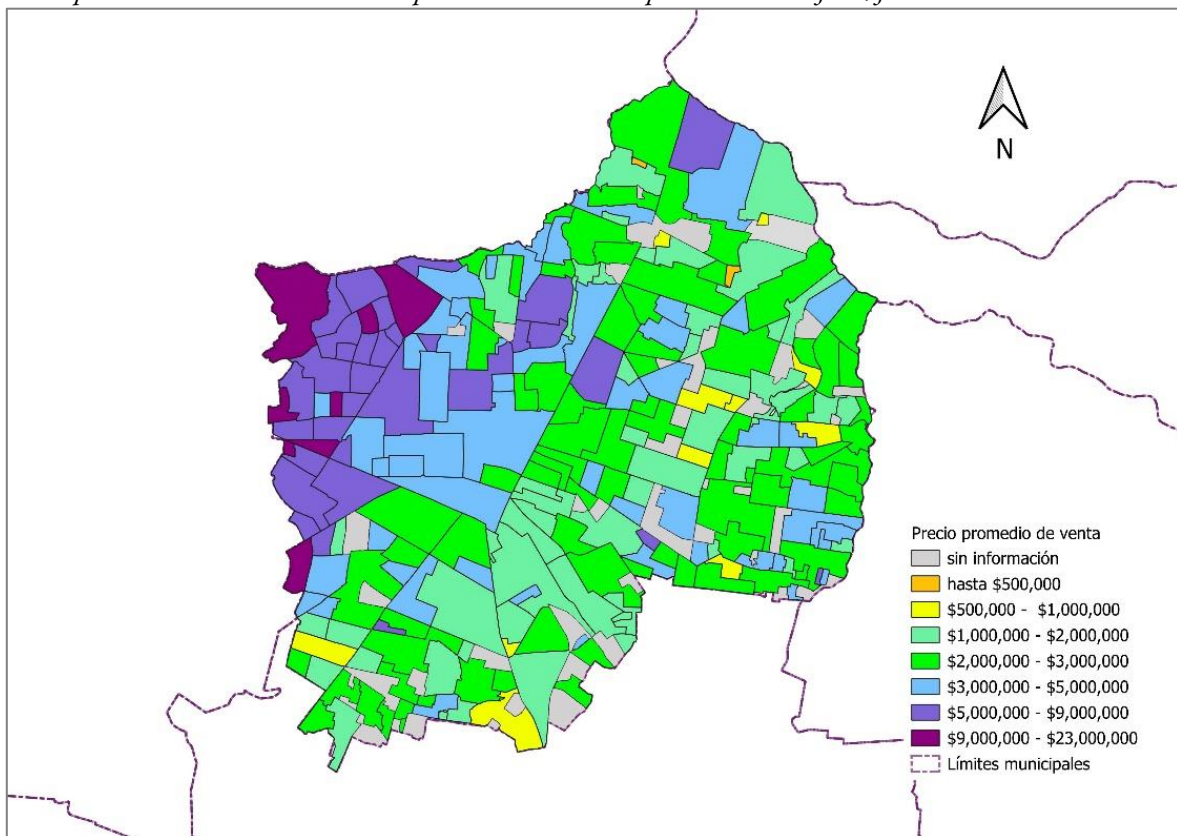 N
Precio promedio de venta
sin información
hasta $500,000
$500,000 - $1,000,000
$1,000,000 - $2,000,000
$2,000,000 - $3,000,000
$3,000,000 - $5,000,000
$5,000,000 - $9,000,000
$9,000,000 - $23,000,000
Límites municipales